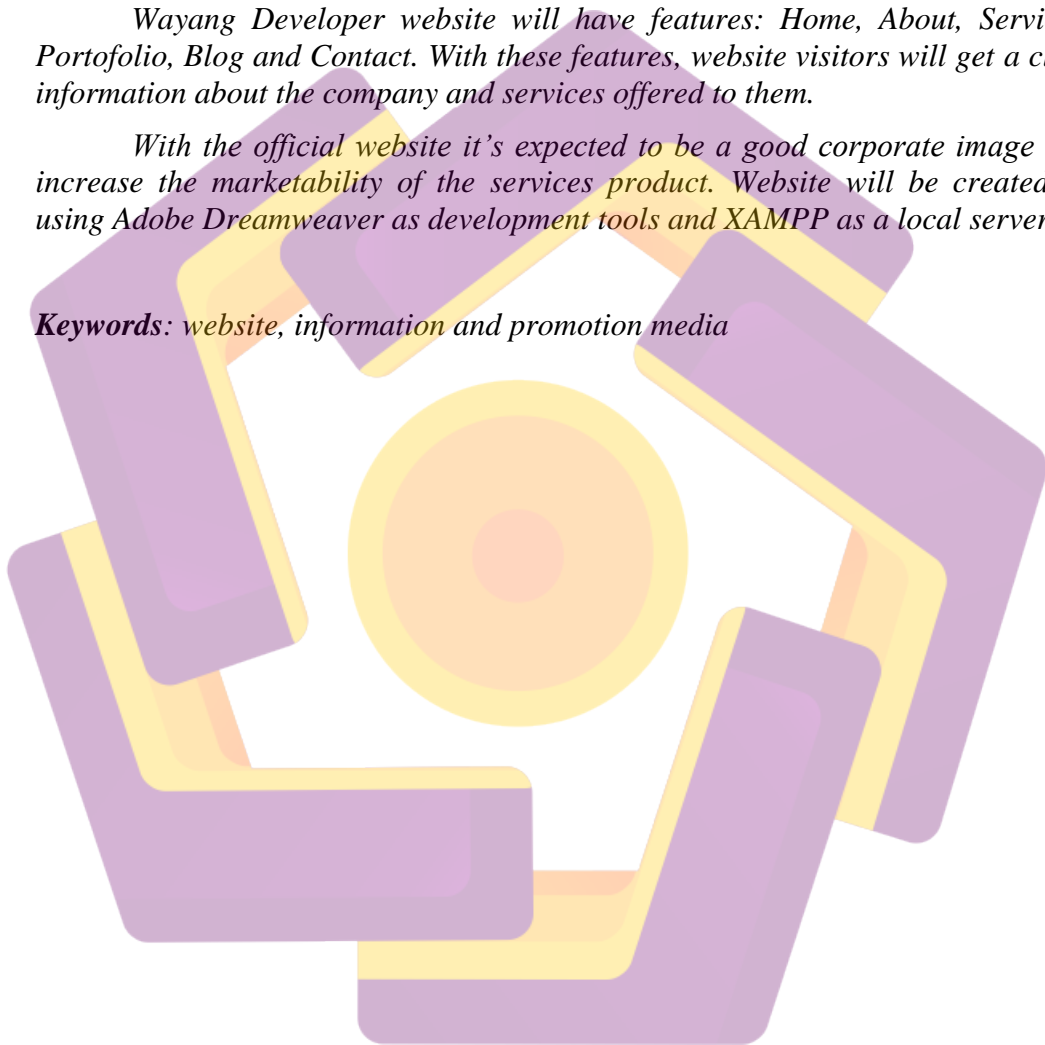 Wayang Developer website will have features: Home, About, Servi
Portofolio, Blog and Contact. With these features, website visitors will get a c
information about the company and services offered to them.
With the official website it's expected to be a good corporate image
increase the marketability of the services product. Website will be created
using Adobe Dreamweaver as development tools and XAMPP as a local server
Keywords: website, information and promotion media